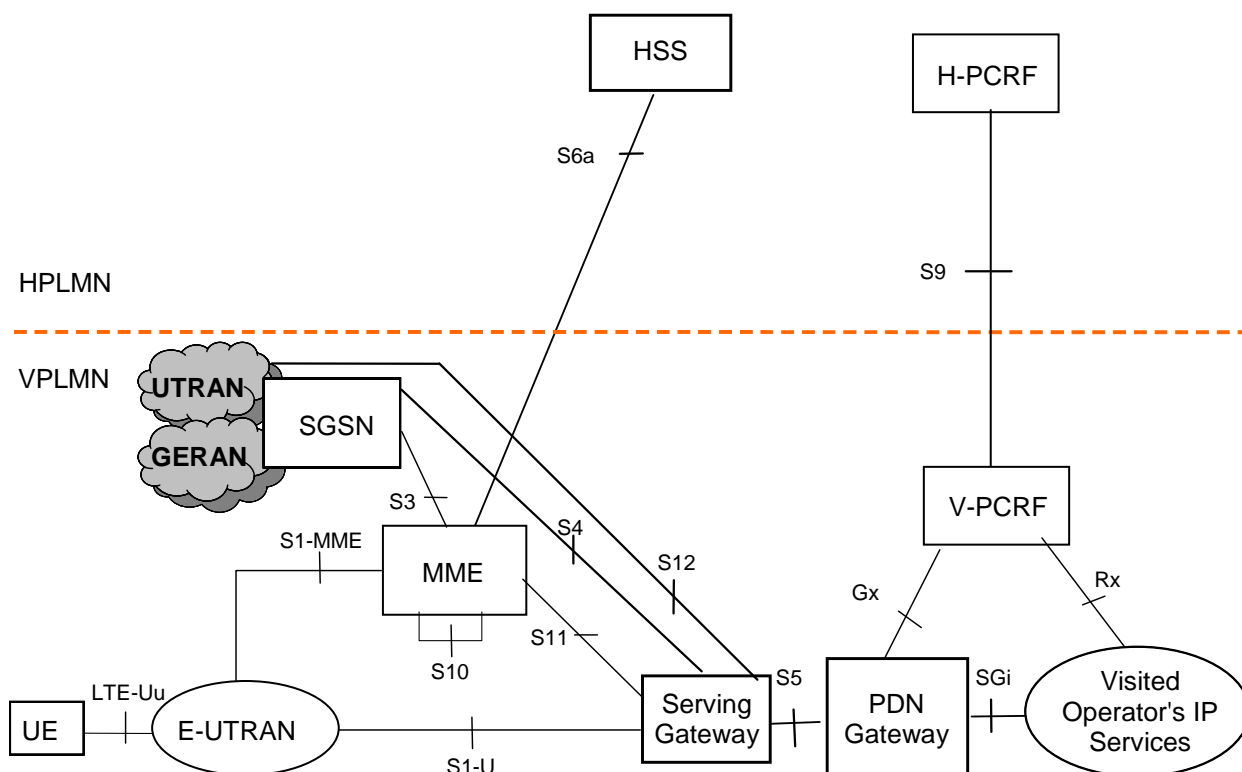 HSS
H-PCRF
S6a
S9
HPLMN
VPLMN
UTRAN
SGSN
GERAN
S3
S4
V-PCRF
S1-MME
MME
S12
Gx
Rx
S11
S10
LTE-Uu
S5
SGi
UE
E-UTRAN
S1-U
Serving
Gateway
PDN
Gateway
Visited
Operator's IP
Services